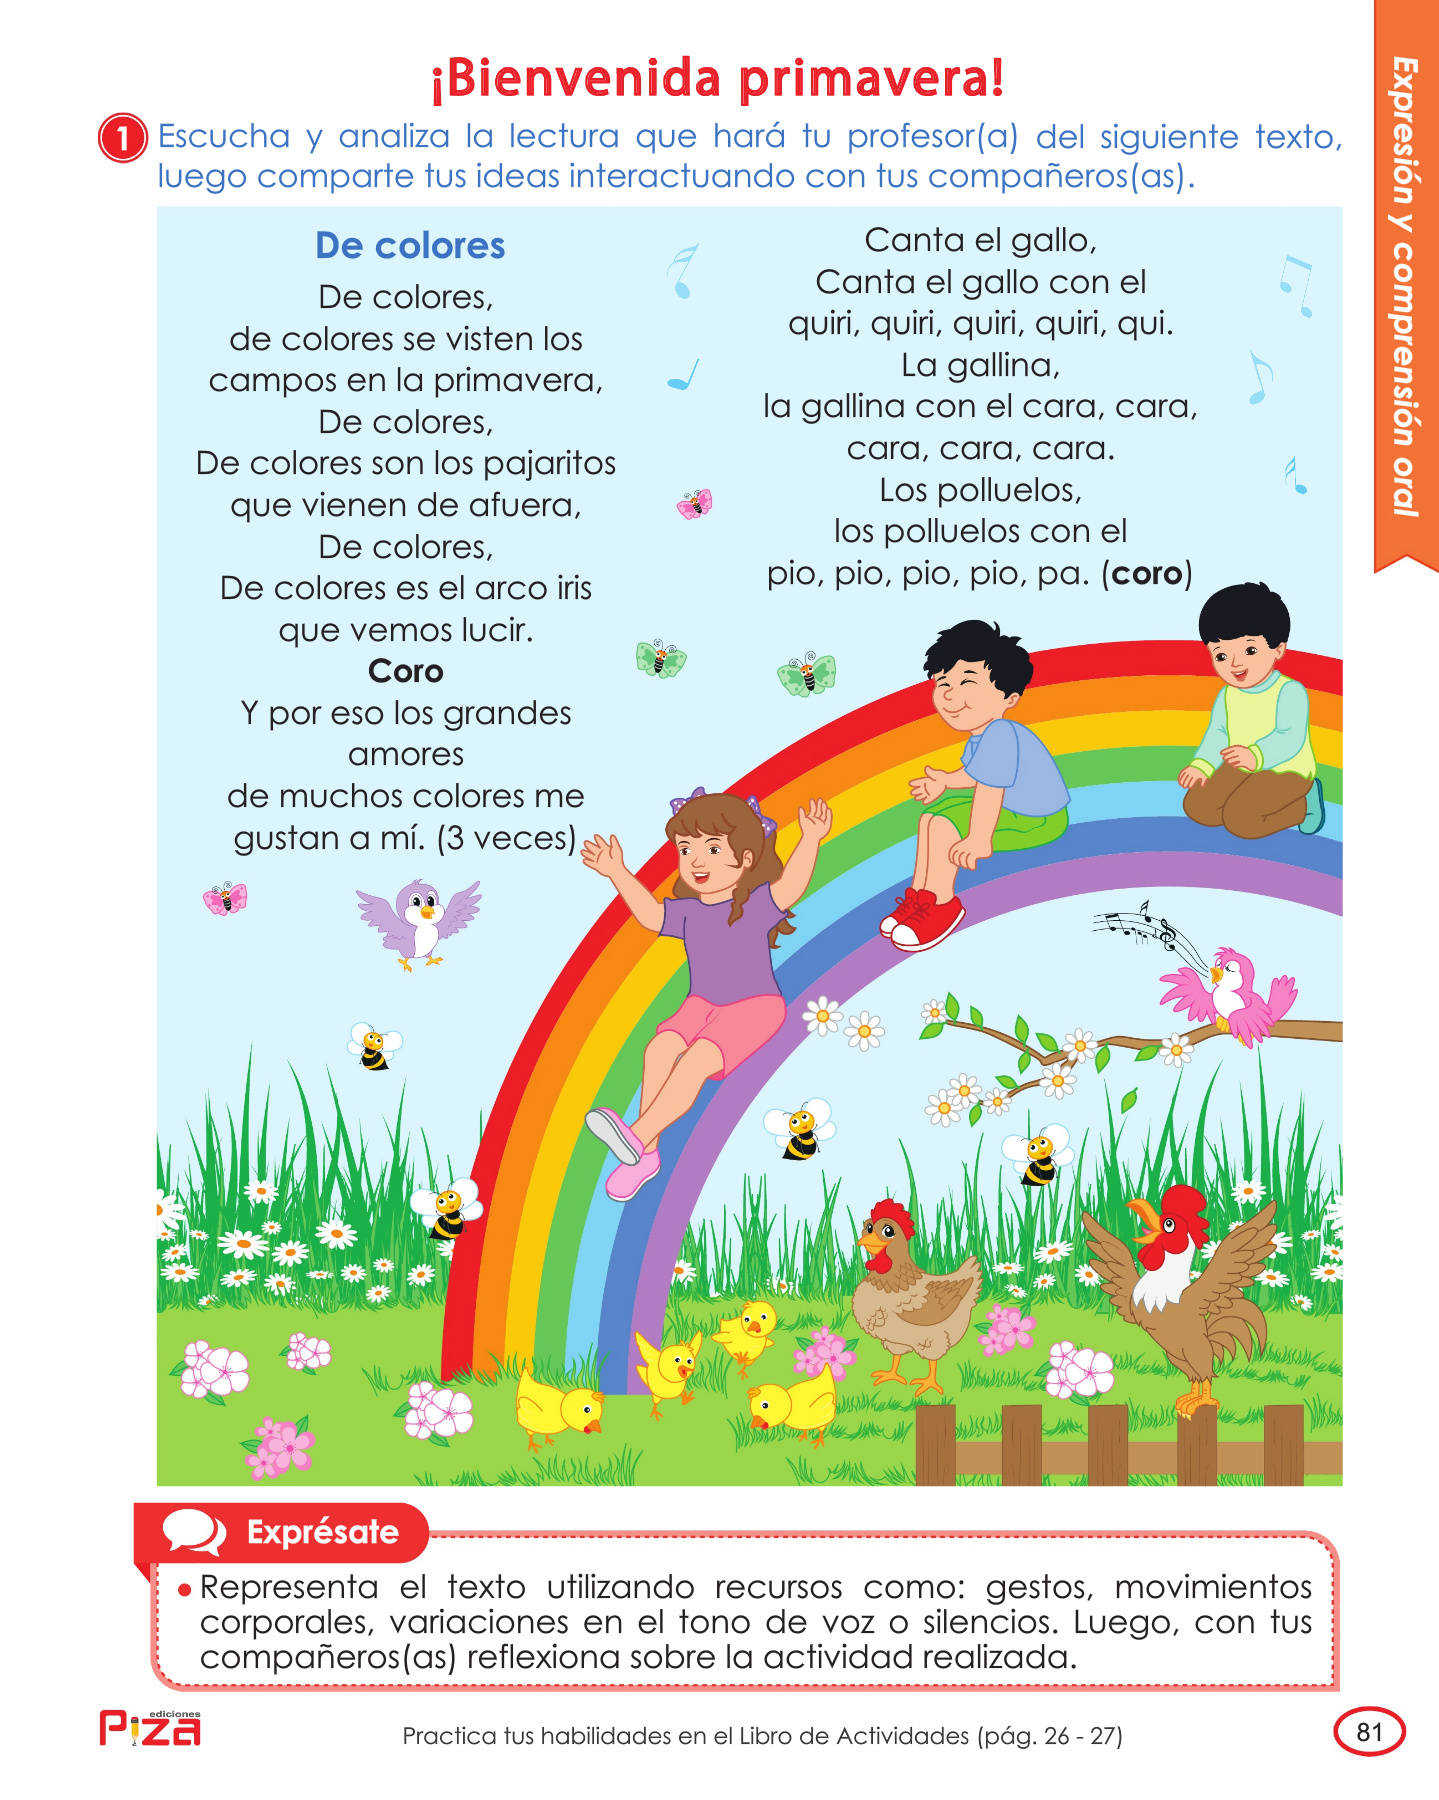 ¡Bienvenida primavera!
1 Escucha y analiza la lectura que hará tu profesor(a) del siguiente texto,
luego comparte tus ideas interactuando con tus compañeros(as).
De colores
De colores,
de colores se visten los
campos en la primavera,
De colores,
De colores son los pajaritos
que vienen de afuera,
De colores,
De colores es el arco iris
que vemos lucir.
Coro
Y por eso los grandes
amores
de muchos colores me
gustan a mí. (3 veces)
Canta el gallo,
Canta el gallo con el
quiri, quiri, quiri, quiri, qui.
La gallina,
la gallina con el cara, cara,
cara, cara, cara.
Los polluelos,
los polluelos con el
pio, pio, pio, pio, pa. (coro)
Expresión y comprensión oral
Exprésate
• Representa el texto utilizando recursos como: gestos, movimientos
corporales, variaciones en el tono de voz o silencios. Luego, con tus
compañeros(as) reflexiona sobre la actividad realizada.
ediciones
Piza
Practica tus habilidades en el Libro de Actividades (pág. 26 - 27)
81